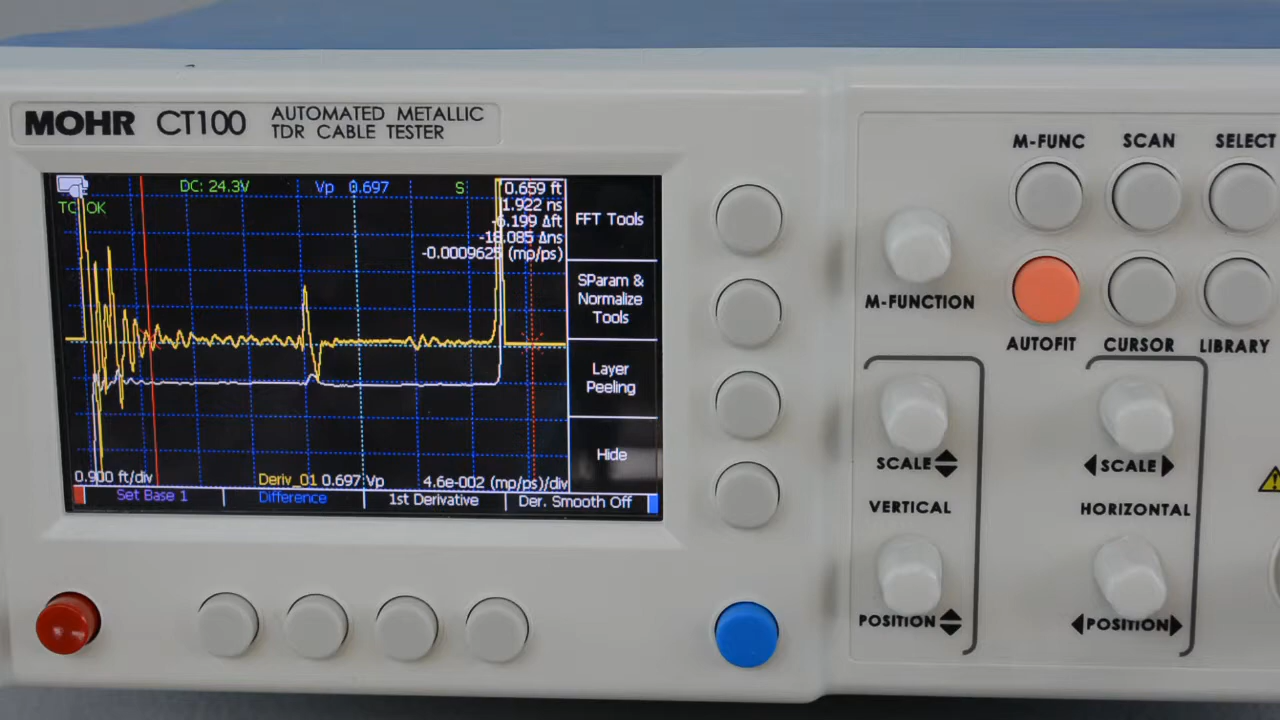 MOHR CT100 AUTOMATED METALLIC
TDR CABLE TESTER
DC: 24.3V Vp 0.697 S 0.659 ft
TC OK
1.922 ns
-6.199 Δft
-18.085 Δns
-0.0009625 (mp/ps)
FFT Tools
SParam &
Normalize
Tools
Layer
Peeling
Hide
0.900 ft/div Deriv_01 0.697 Vp 4.6e-002 (mp/ps)/div
Set Base 1 Difference 1st Derivative Der. Smooth Off
M-FUNC SCAN SELECT
M-FUNCTION
AUTOFIT CURSOR LIBRARY
SCALE SCALE
VERTICAL HORIZONTAL
POSITION POSITION